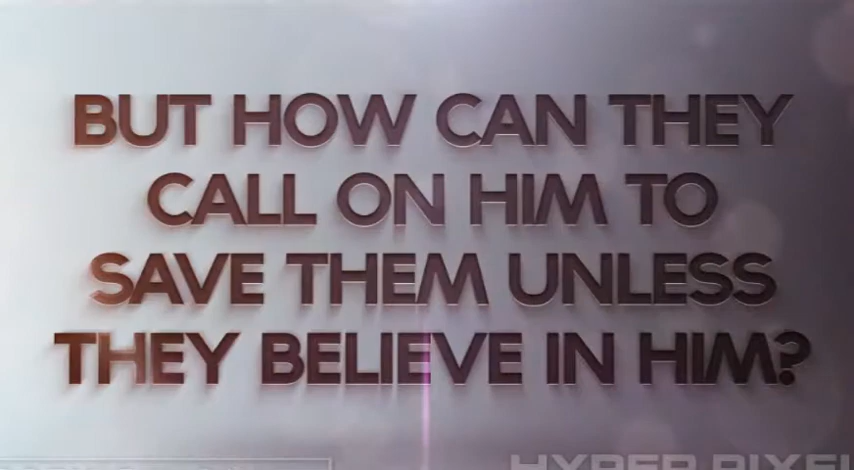 BUT HOW CAN THEY
CALL ON HIM TO
SAVE THEM UNLESS
THEY BELIEVE IN HIM?
HYPER PIXEL